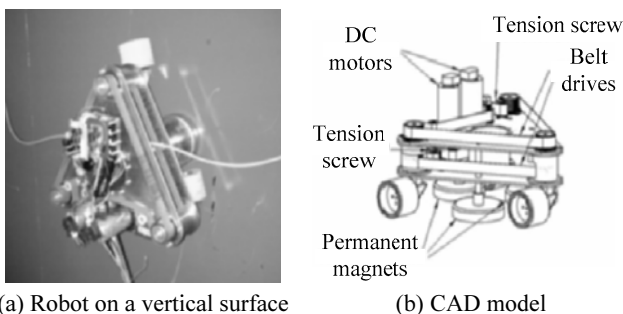 Tension screw
DC
motors
Belt
drives
Tension
screw
Permanent
magnets
(a) Robot on a vertical surface
(b) CAD model